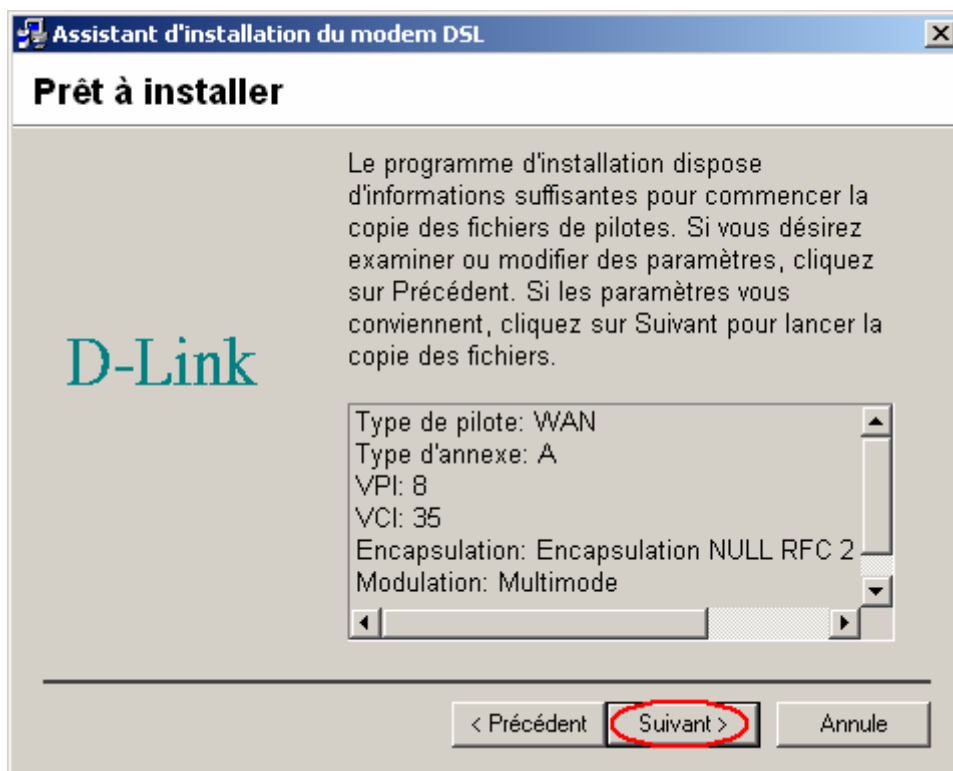 Assistant d'installation du modem DSL
Prêt à installer
Le programme d'installation dispose
d'informations suffisantes pour commencer la
copie des fichiers de pilotes. Si vous désirez
examiner ou modifier des paramètres, cliquez
sur Précédent. Si les paramètres vous
conviennent, cliquez sur Suivant pour lancer la
copie des fichiers.
D-Link
Type de pilote: WAN
Type d'annexe: A
VPI: 8
VCI: 35
Encapsulation: Encapsulation NULL RFC 2
Modulation: Multimode
< Précédent
Suivant >
Annule